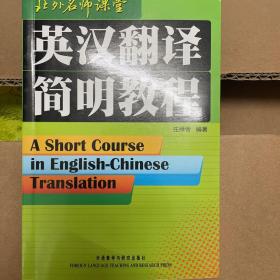 北外名师课堂
英汉翻译
简明教程
庄绎传 编著
A Short Course
in English-Chinese
Translation
外语教学与研究出版社
FOREIGN LANGUAGE TEACHING AND RESEARCH PRESS